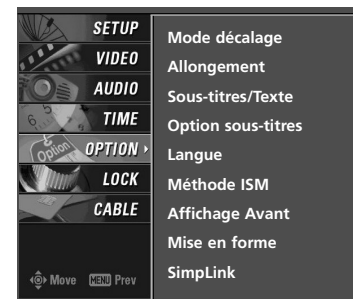 SETUP
VIDEO
AUDIO
TIME
OPTION
LOCK
CABLE
Move MENU Prev
Mode décalage
Allongement
Sous-titres/Texte
Option sous-titres
Langue
Méthode ISM
Affichage Avant
Mise en forme
SimpLink